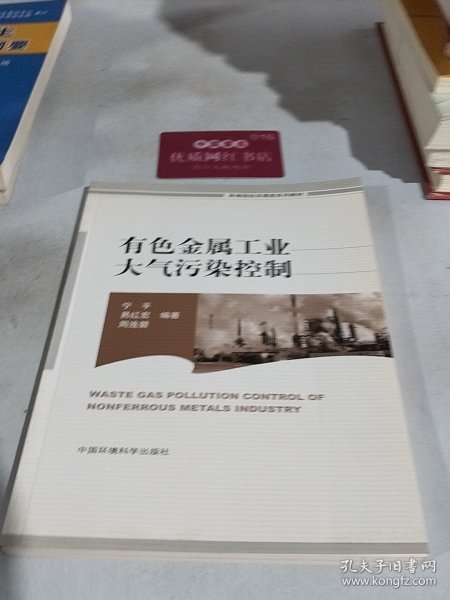 016
优质网红书店
有色金属工业
大气污染控制
宁平
易红宏 编著
周连碧
WASTE GAS POLLUTION CONTROL OF
NONFERROUS METALS INDUSTRY
中国环境科学出版社
孔夫子旧书网
www.kongfz.com